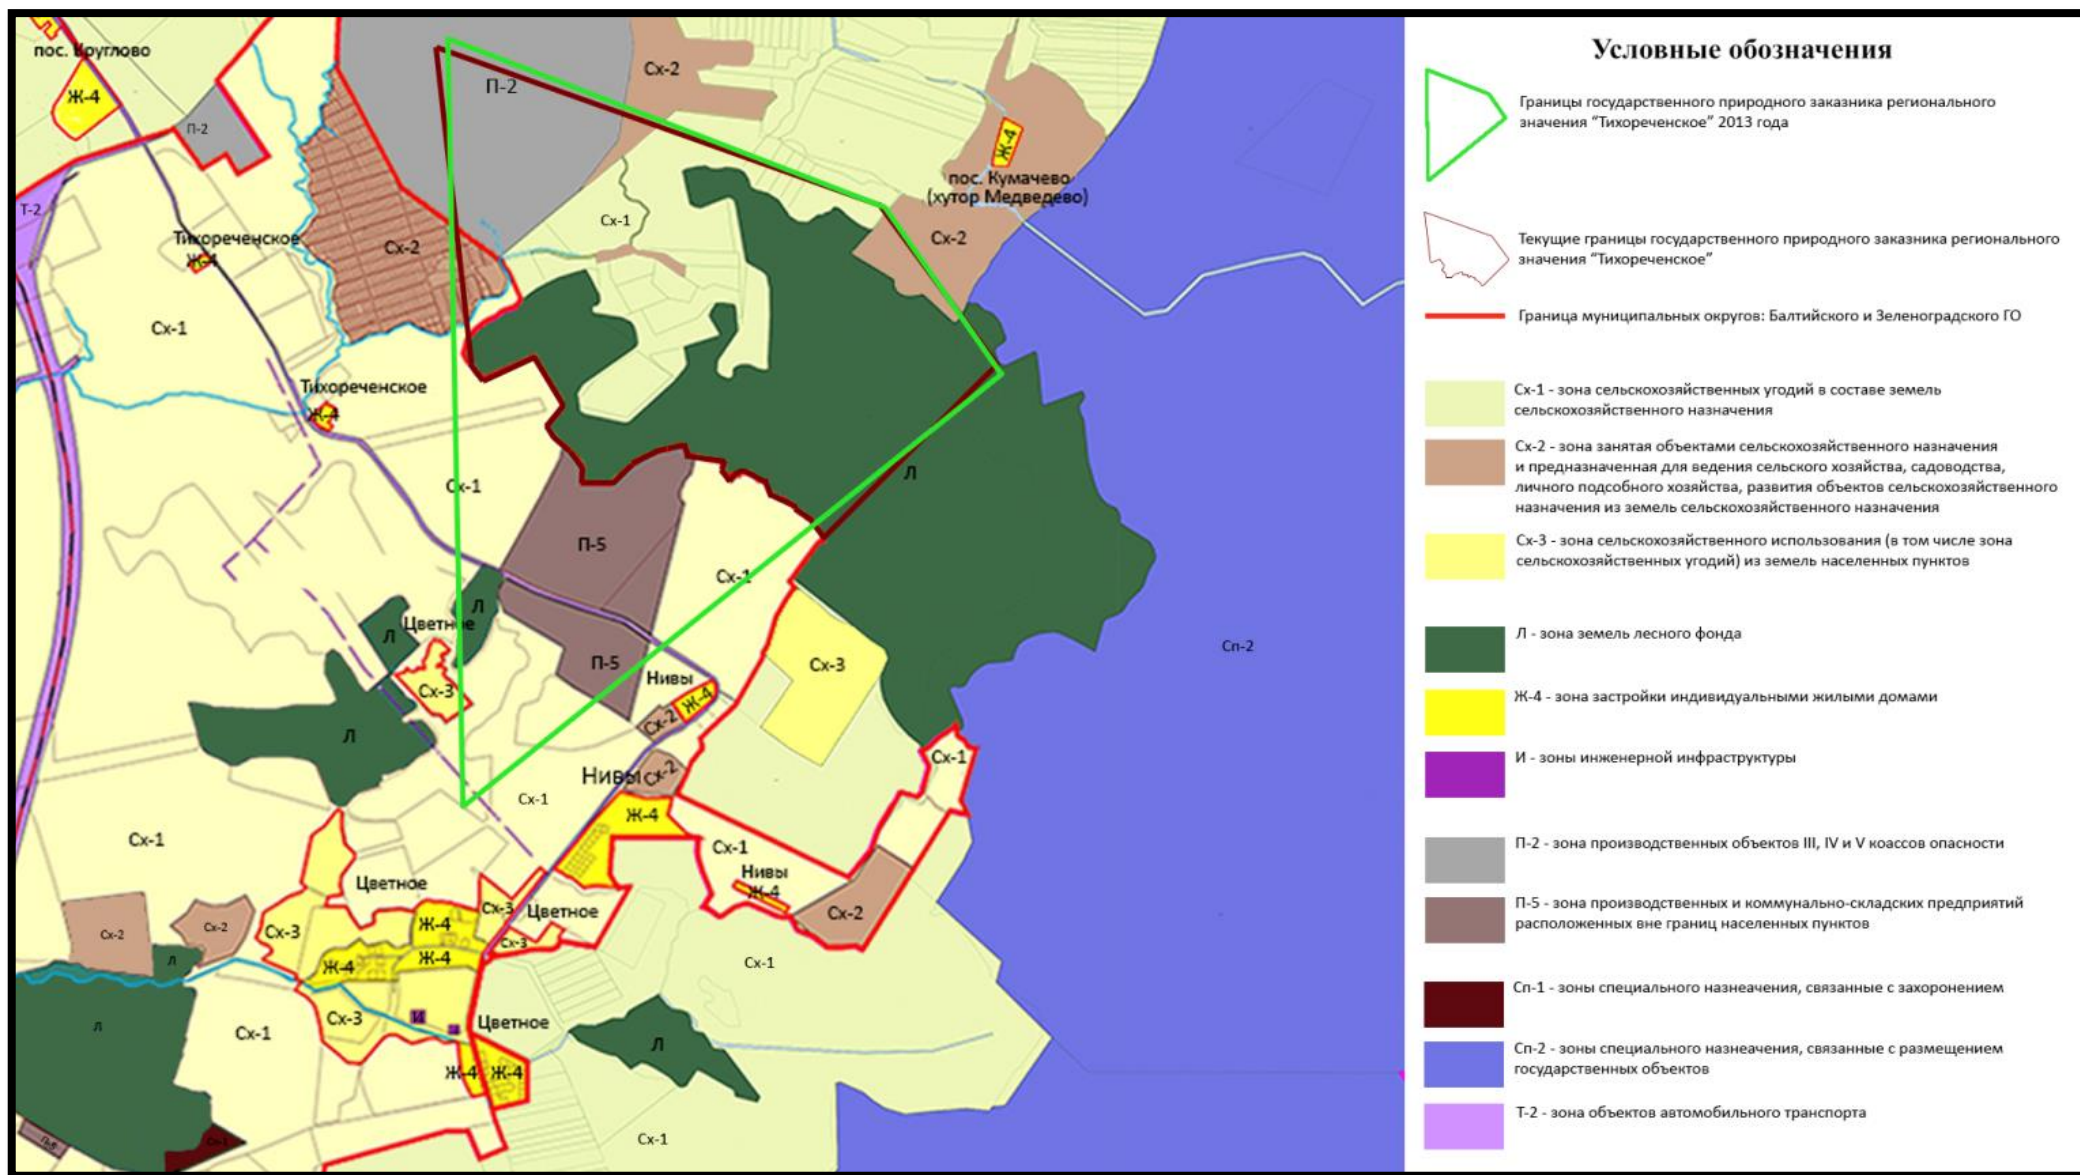 пос. Круглово
Ж-4
П-2
П-2
Сх-2
Ж-4
пос. Кумачево
(хутор Медведево)
Т-2
Тихореченское
Ж-4
Сх-2
Сх-1
Сх-2
Сх-1
Тихореченское
Ж-4
Сх-1
Л
П-5
Сх-1
Л
Л
Цветное
Сх-3
П-5
Нивы
Ж-4
Сх-2
Сх-3
Сп-2
Л
Нивы
Сх-2
Сх-1
Сх-1
Ж-4
Сх-1
Сх-1
Нивы
Ж-4
Сх-2
Цветное
Сх-2
Сх-2
Сх-3
Ж-4
Сх-3
Цветное
Сх-3
Ж-4
Ж-4
Л
Сх-1
Л
Сх-1
Сх-3
И
Цветное
Л
Ж-4
Ж-4
Сх-1
Сп-1
П-5
Условные обозначения
Границы государственного природного заказника регионального
значения “Тихореченское” 2013 года
Текущие границы государственного природного заказника регионального
значения “Тихореченское”
Граница муниципальных округов: Балтийского и Зеленоградского ГО
Сх-1 - зона сельскохозяйственных угодий в составе земель
сельскохозяйственного назначения
Сх-2 - зона занятая объектами сельскохозяйственного назначения
и предназначенная для ведения сельского хозяйства, садоводства,
личного подсобного хозяйства, развития объектов сельскохозяйственного
назначения из земель сельскохозяйственного назначения
Сх-3 - зона сельскохозяйственного использования (в том числе зона
сельскохозяйственных угодий) из земель населенных пунктов
Л - зона земель лесного фонда
Ж-4 - зона застройки индивидуальными жилыми домами
И - зоны инженерной инфраструктуры
П-2 - зона производственных объектов III, IV и V коассов опасности
П-5 - зона производственных и коммунально-складских предприятий
расположенных вне границ населенных пунктов
Сп-1 - зоны специального назнеачения, связанные с захоронением
Сп-2 - зоны специального назнеачения, связанные с размещением
государственных объектов
Т-2 - зона объектов автомобильного транспорта